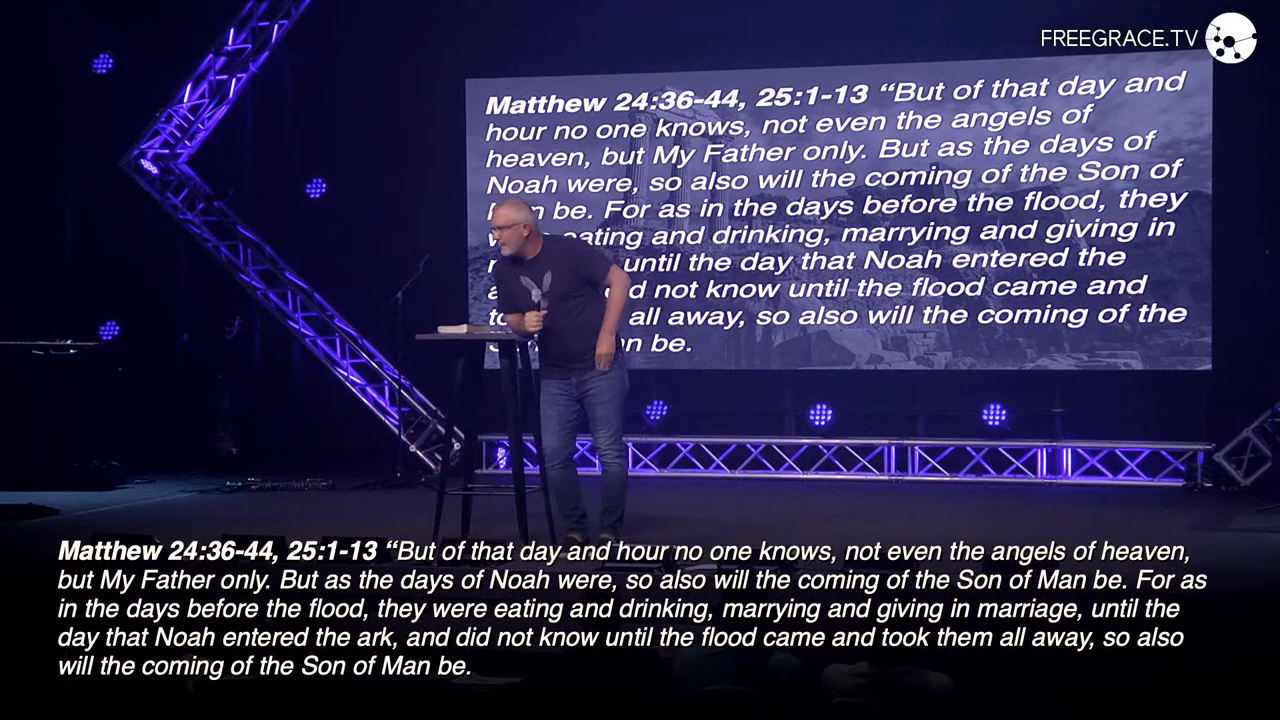 FREEGRACE.TV
Matthew 24:36-44, 25:1-13 “But of that day and
hour no one knows, not even the angels of
heaven, but My Father only. But as the days of
Noah were, so also will the coming of the Son of
be. For as in the days before the flood, they
eating and drinking, marrying and giving in
until the day that Noah entered the
did not know until the flood came and
all away, so also will the coming of the
be.
Matthew 24:36-44, 25:1-13 “But of that day and hour no one knows, not even the angels of heaven,
but My Father only. But as the days of Noah were, so also will the coming of the Son of Man be. For as
in the days before the flood, they were eating and drinking, marrying and giving in marriage, until the
day that Noah entered the ark, and did not know until the flood came and took them all away, so also
will the coming of the Son of Man be.